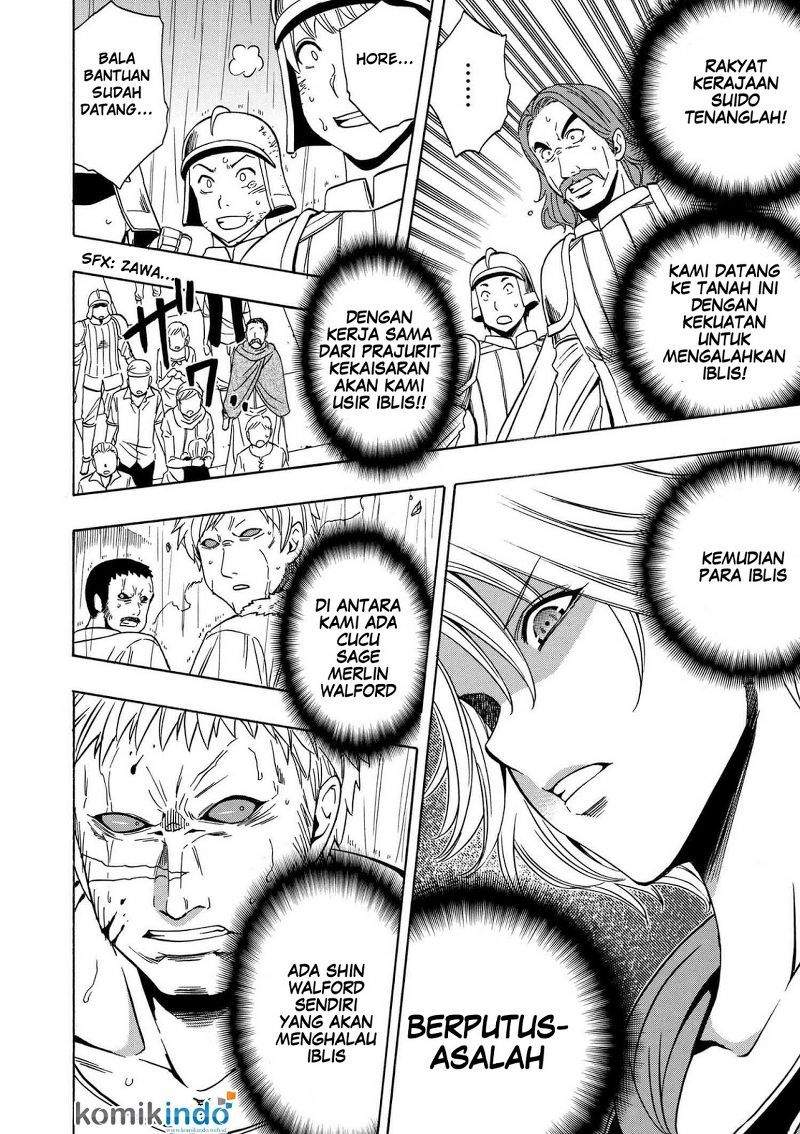 RAKYAT
KERAJAAN
SUIDO
TENANGLAH!
......
HORE...
BALA
BANTUAN
SUDAH
DATANG...
KAMI DATANG
KE TANAH INI
DENGAN
KEKUATAN
UNTUK
MENGALAHKAN
IBLIS!
DENGAN
KERJA SAMA
DARI PRAJURIT
KEKAISARAN
AKAN KAMI
USIR IBLIS!!
SFX: ZAWA...
ザワ
KEMUDIAN
PARA IBLIS
DI ANTARA
KAMI ADA
CUCU
SAGE
MERLIN
WALFORD
ADA SHIN
WALFORD
SENDIRI
YANG AKAN
MENGHALAU
IBLIS
BERPUTUS-
ASALAH
komikindo